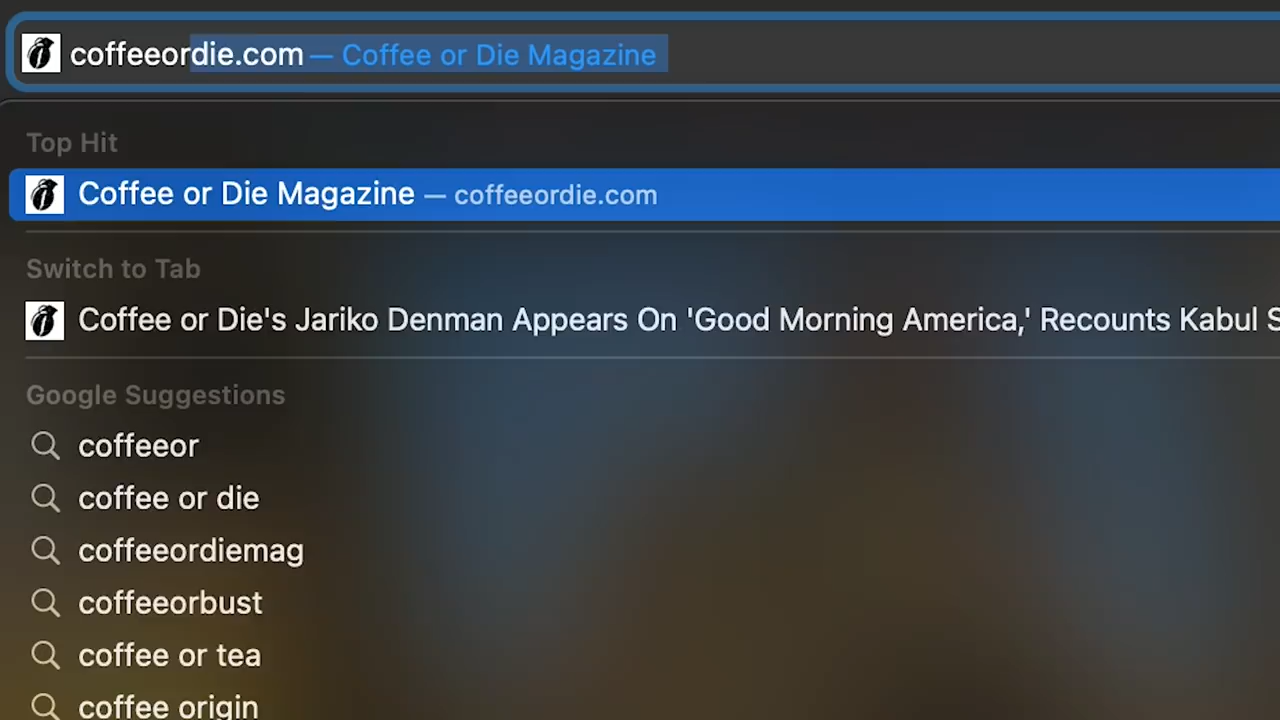 coffeeordie.com — Coffee or Die Magazine
Top Hit
Coffee or Die Magazine — coffeeordie.com
Switch to Tab
Coffee or Die's Jariko Denman Appears On 'Good Morning America,' Recounts Kabul S
Google Suggestions
coffeeor
coffee or die
coffeeordiemag
coffeeorbust
coffee or tea
coffee origin